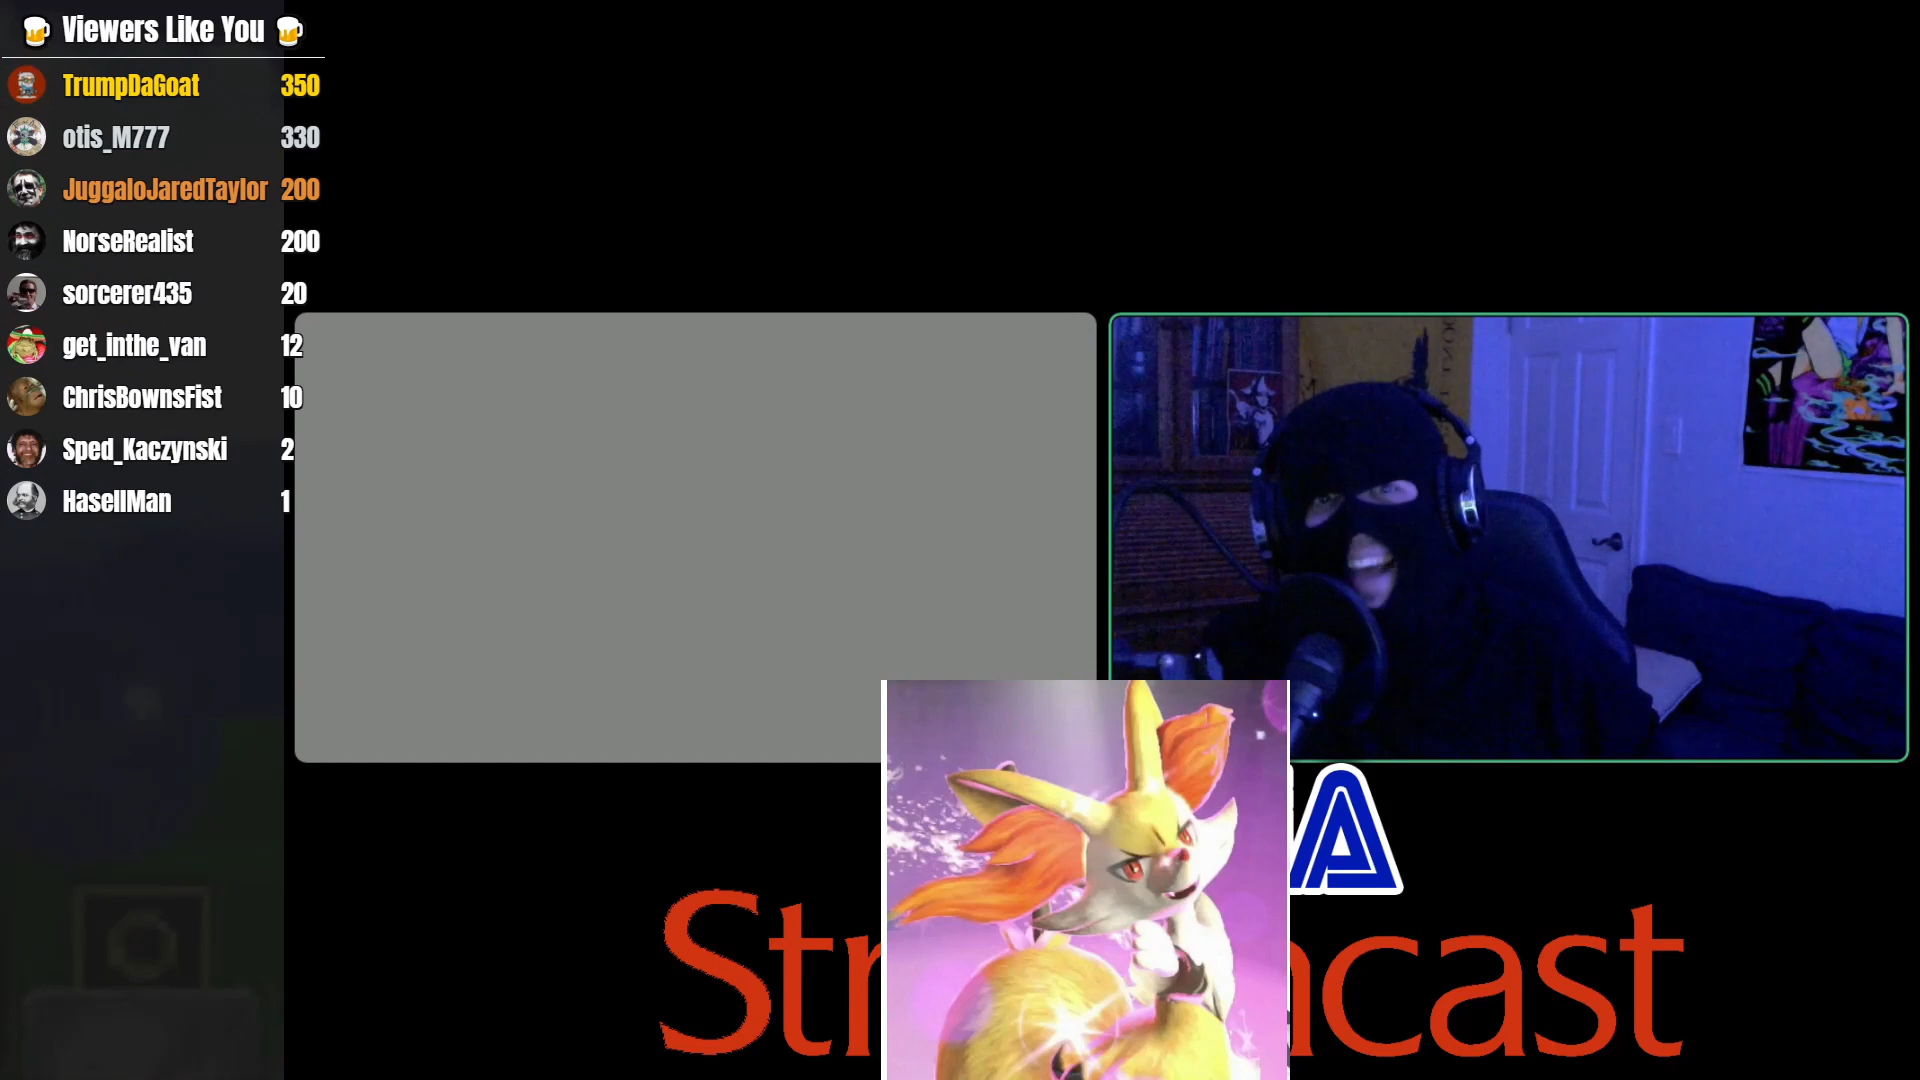 Viewers Like You
TrumpDaGoat 350
otis_M777 330
JuggaloJaredTaylor 200
NorseRealist 200
sorcerer435 20
get_inthe_van 12
ChrisBownsFist 10
Sped_Kaczynski 2
HasellMan 1
A
Str cast